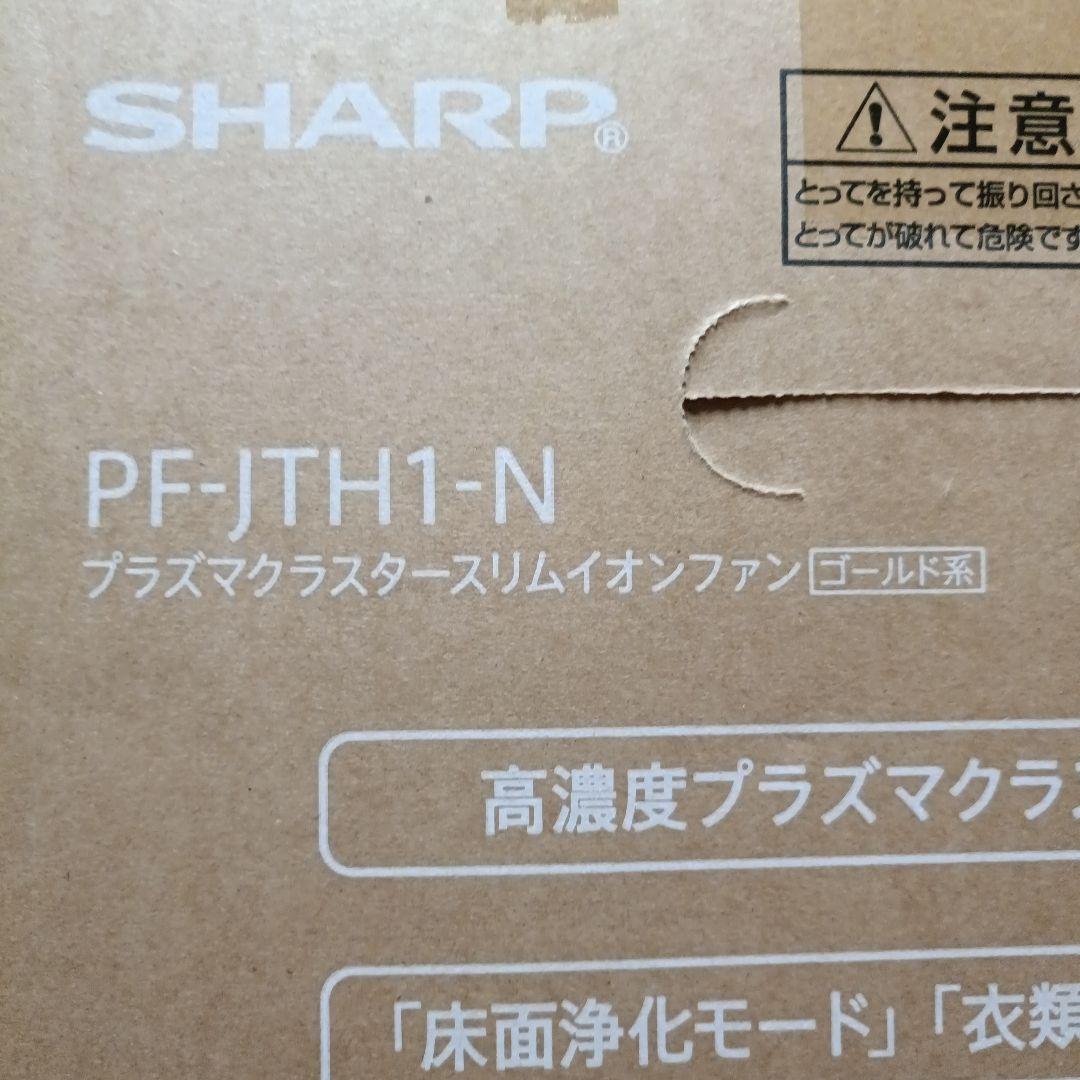 SHARP®
注意
とってを持って振り回さ
とってが破れて危険です
PF-JTH1-N
プラズマクラスタースリムイオンファン ゴールド系
高濃度プラズマクラ
「床面浄化モード」「衣類